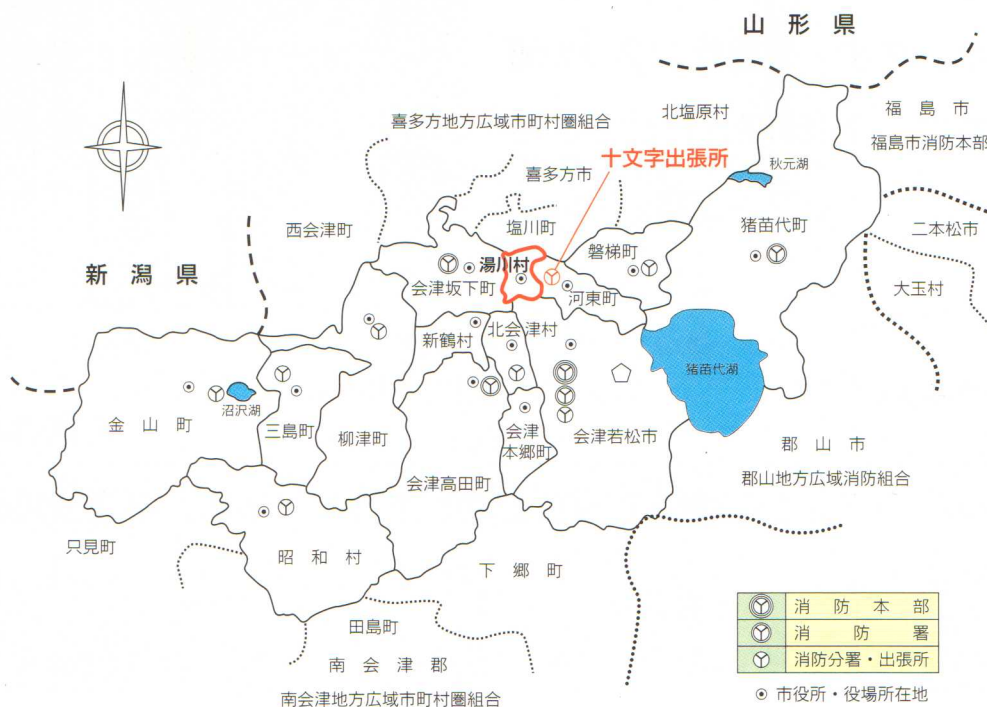 山形県
北塩原村
福島市
福島市消防本部
喜多方地方広域市町村圏組合
十文字出張所
秋元湖
喜多方市
西会津町
塩川町
猪苗代町
二本松市
磐梯町
新潟県
湯川村
会津坂下町
河東町
大玉村
新鶴村
北会津村
猪苗代湖
沼沢湖
金山町
三島町
柳津町
会津
本郷町
会津若松市
郡山市
会津高田町
郡山地方広域消防組合
只見町
昭和村
下郷町
田島町
南会津郡
南会津地方広域市町村圏組合
消防本部
消防署
消防分署・出張所
市役所・役場所在地